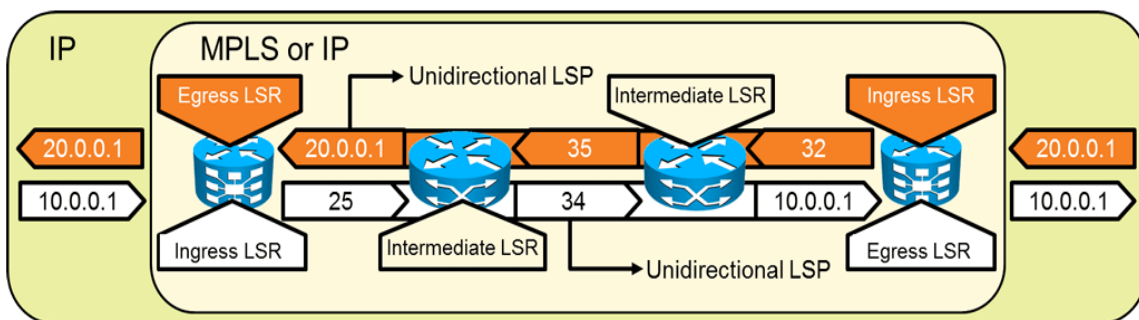 IP
MPLS or IP
Unidirectional LSP
Egress LSR
Intermediate LSR
Ingress LSR
20.0.0.1
20.0.0.1
35
32
20.0.0.1
10.0.0.1
25
34
10.0.0.1
10.0.0.1
Ingress LSR
Intermediate LSR
Egress LSR
Unidirectional LSP